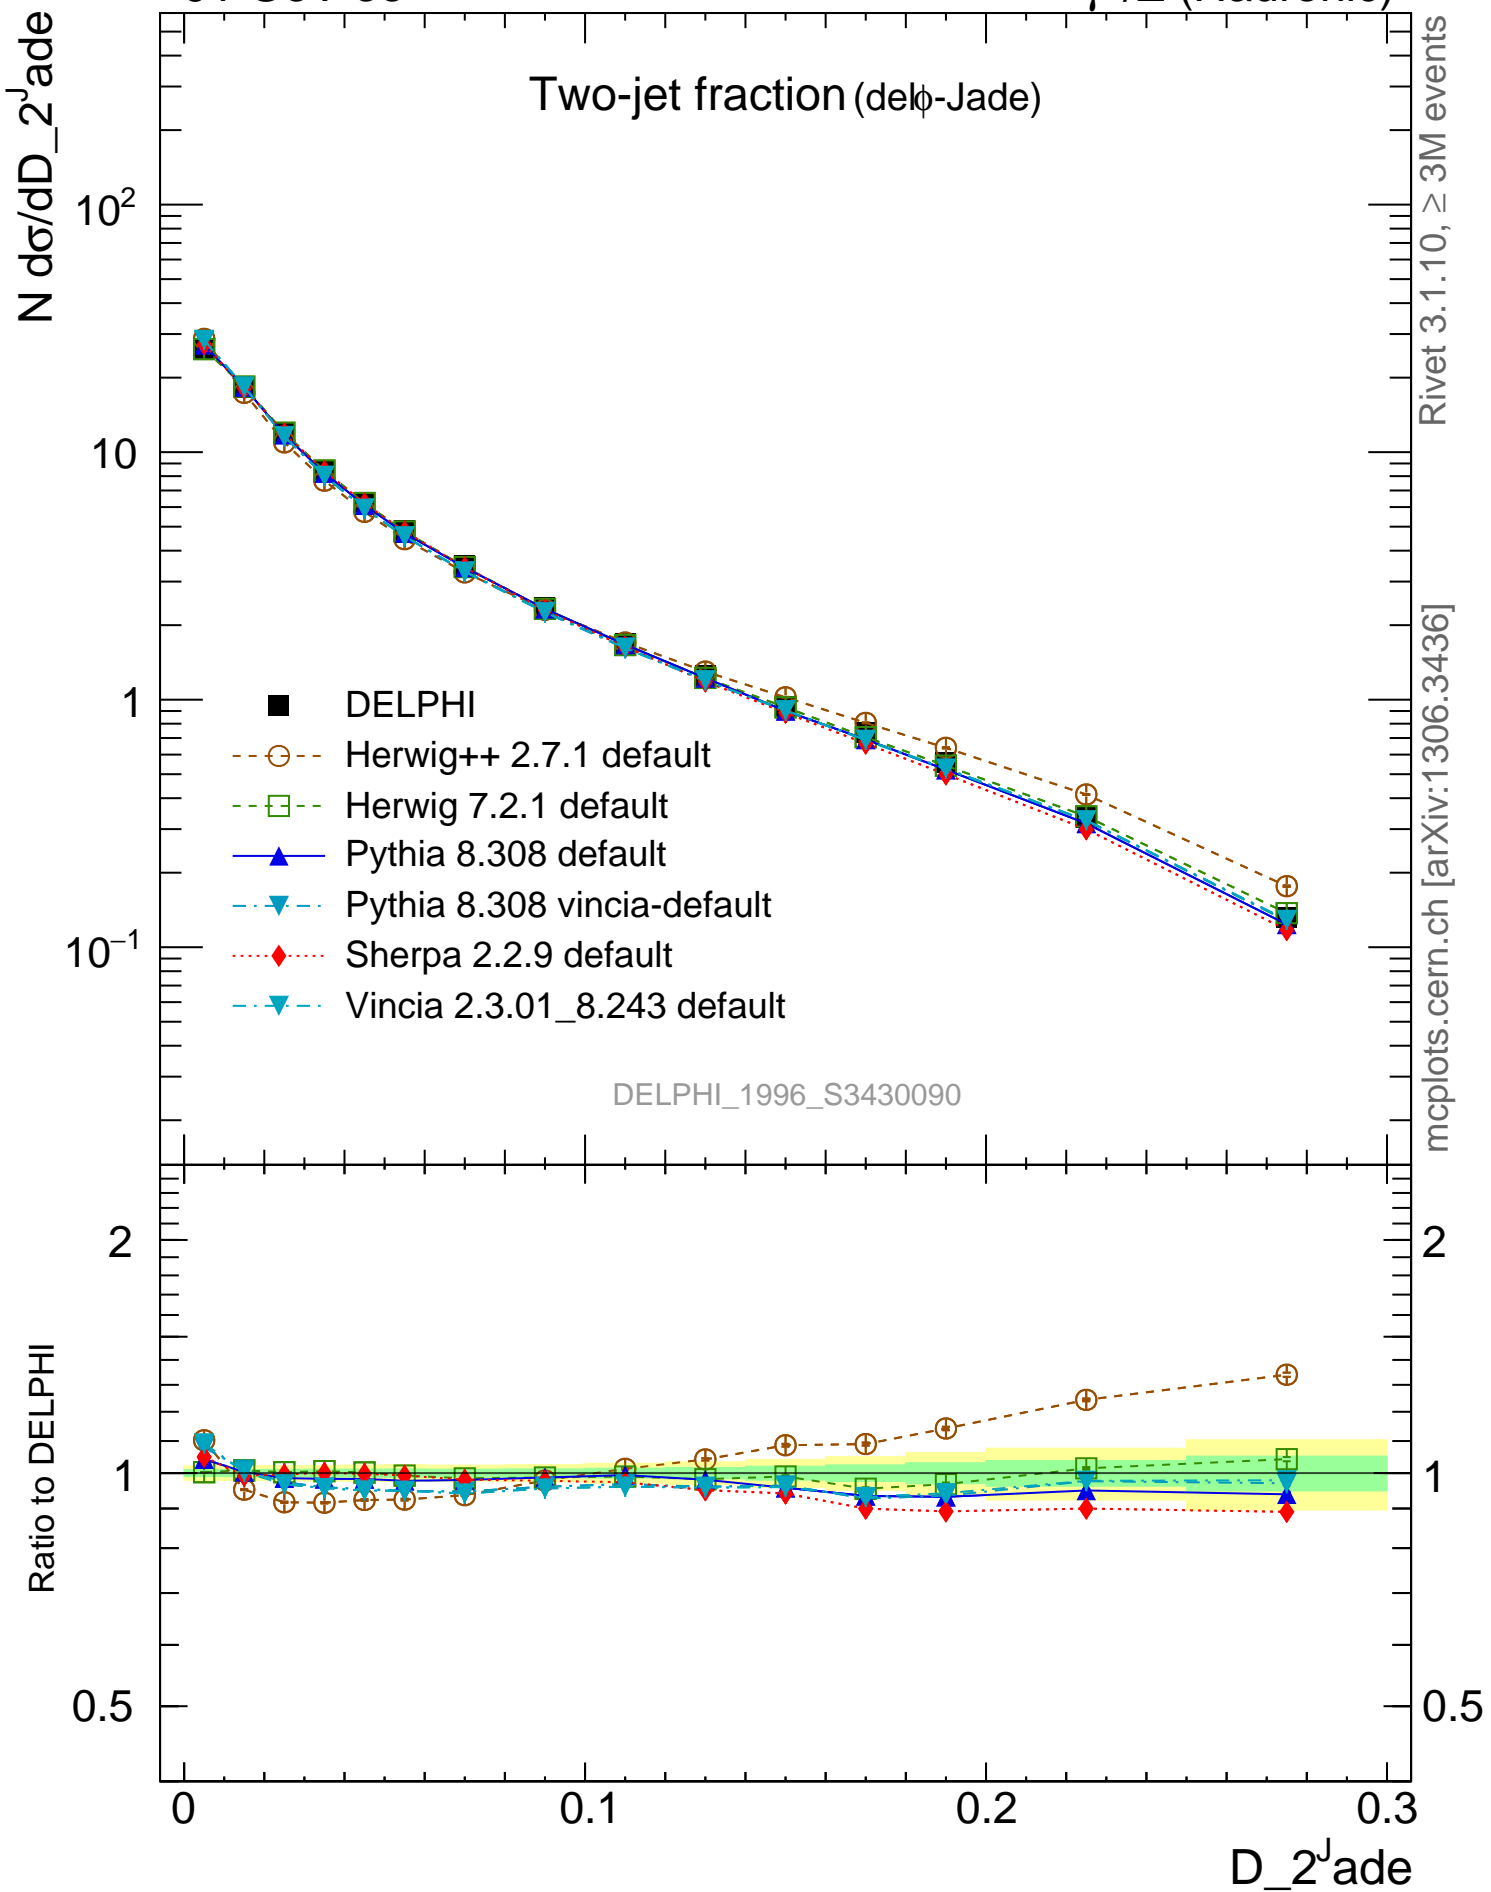 Two-jet fraction (delϕ-Jade)
N dσ/dD_2^Jade
10²
10
1
10⁻¹
DELPHI
Herwig++ 2.7.1 default
Herwig 7.2.1 default
Pythia 8.308 default
Pythia 8.308 vincia-default
Sherpa 2.2.9 default
Vincia 2.3.01_8.243 default
DELPHI_1996_S3430090
Rivet 3.1.10, ≥ 3M events
mcplots.cern.ch [arXiv:1306.3436]
Ratio to DELPHI
2
1
0.5
2
1
0.5
0
0.1
0.2
0.3
D_2^Jade